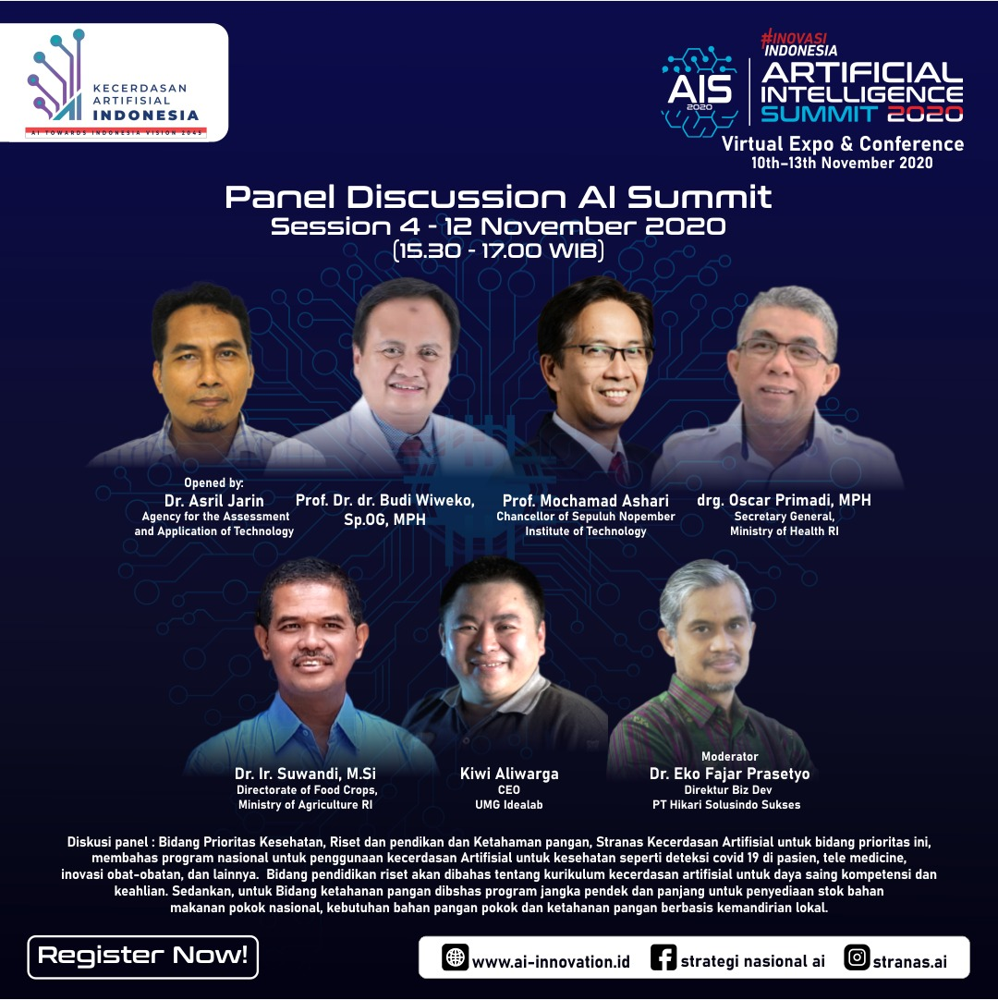 KECERDASAN
ARTIFISIAL
INDONESIA
AI TOWARDS INDONESIA VISION 2045
#INOVASI
INDONESIA
AIS
2020
ARTIFICIAL
INTELLIGENCE
SUMMIT 2020
Virtual Expo & Conference
10th–13th November 2020
Panel Discussion AI Summit
Session 4 - 12 November 2020
(15.30 - 17.00 WIB)
Opened by:
Dr. Asril Jarin
Agency for the Assessment
and Application of Technology
Prof. Dr. dr. Budi Wiweko,
Sp.OG, MPH
Prof. Mochamad Ashari
Chancellor of Sepuluh Nopember
Institute of Technology
drg. Oscar Primadi, MPH
Secretary General,
Ministry of Health RI
Dr. Ir. Suwandi, M.Si
Directorate of Food Crops,
Ministry of Agriculture RI
Kiwi Aliwarga
CEO
UMG Idealab
Moderator
Dr. Eko Fajar Prasetyo
Direktur Biz Dev
PT Hikari Solusindo Sukses
Diskusi panel : Bidang Prioritas Kesehatan, Riset dan pendikan dan Ketahaman pangan, Stranas Kecerdasan Artifisial untuk bidang prioritas ini,
membahas program nasional untuk penggunaan kecerdasan Artifisial untuk kesehatan seperti deteksi covid 19 di pasien, tele medicine,
inovasi obat-obatan, dan lainnya. Bidang pendidikan riset akan dibahas tentang kurikulum kecerdasan artifisial untuk daya saing kompetensi dan
keahlian. Sedankan, untuk Bidang ketahanan pangan dibshas program jangka pendek dan panjang untuk penyediaan stok bahan
makanan pokok nasional, kebutuhan bahan pangan pokok dan ketahanan pangan berbasis kemandirian lokal.
Register Now!
www.ai-innovation.id
strategi nasional ai
stranas.ai